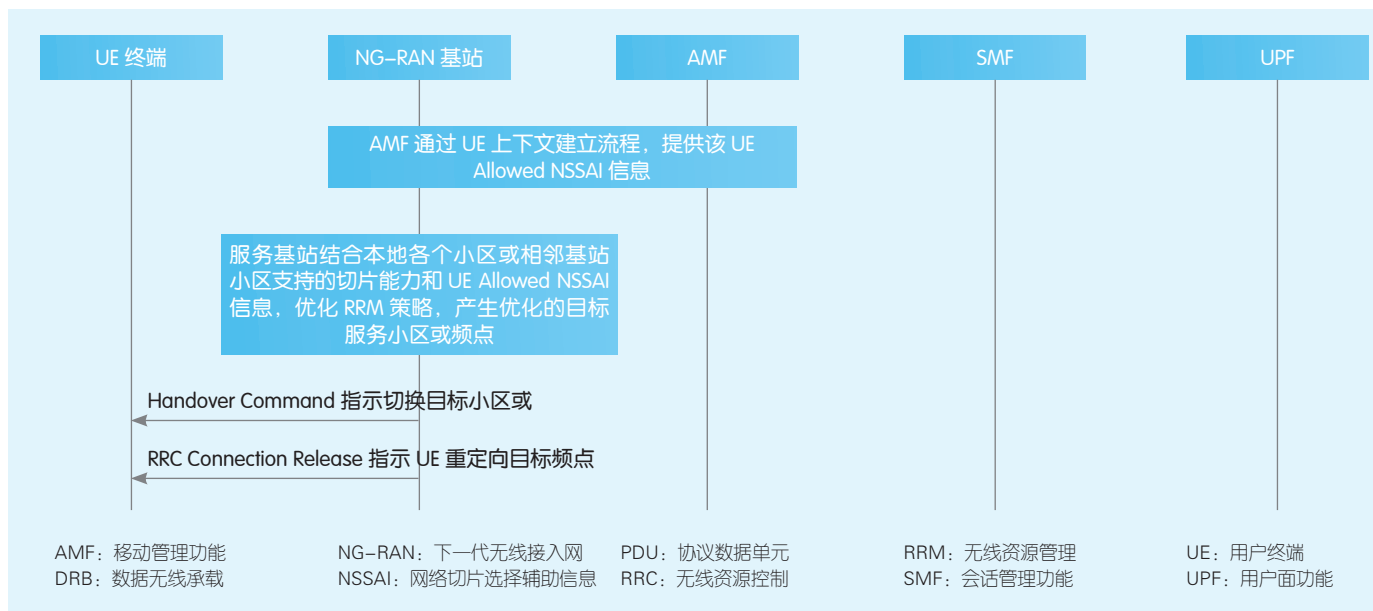 UE 终端
NG-RAN 基站
AMF
SMF
UPF
AMF 通过 UE 上下文建立流程，提供该 UE
Allowed NSSAI 信息
服务基站结合本地各个小区或相邻基站
小区支持的切片能力和 UE Allowed NSSAI
信息，优化 RRM 策略，产生优化的目标
服务小区或频点
Handover Command 指示切换目标小区或
RRC Connection Release 指示 UE 重定向目标频点
AMF：移动管理功能
DRB：数据无线承载
NG-RAN：下一代无线接入网
NSSAI：网络切片选择辅助信息
PDU：协议数据单元
RRC：无线资源控制
RRM：无线资源管理
SMF：会话管理功能
UE：用户终端
UPF：用户面功能